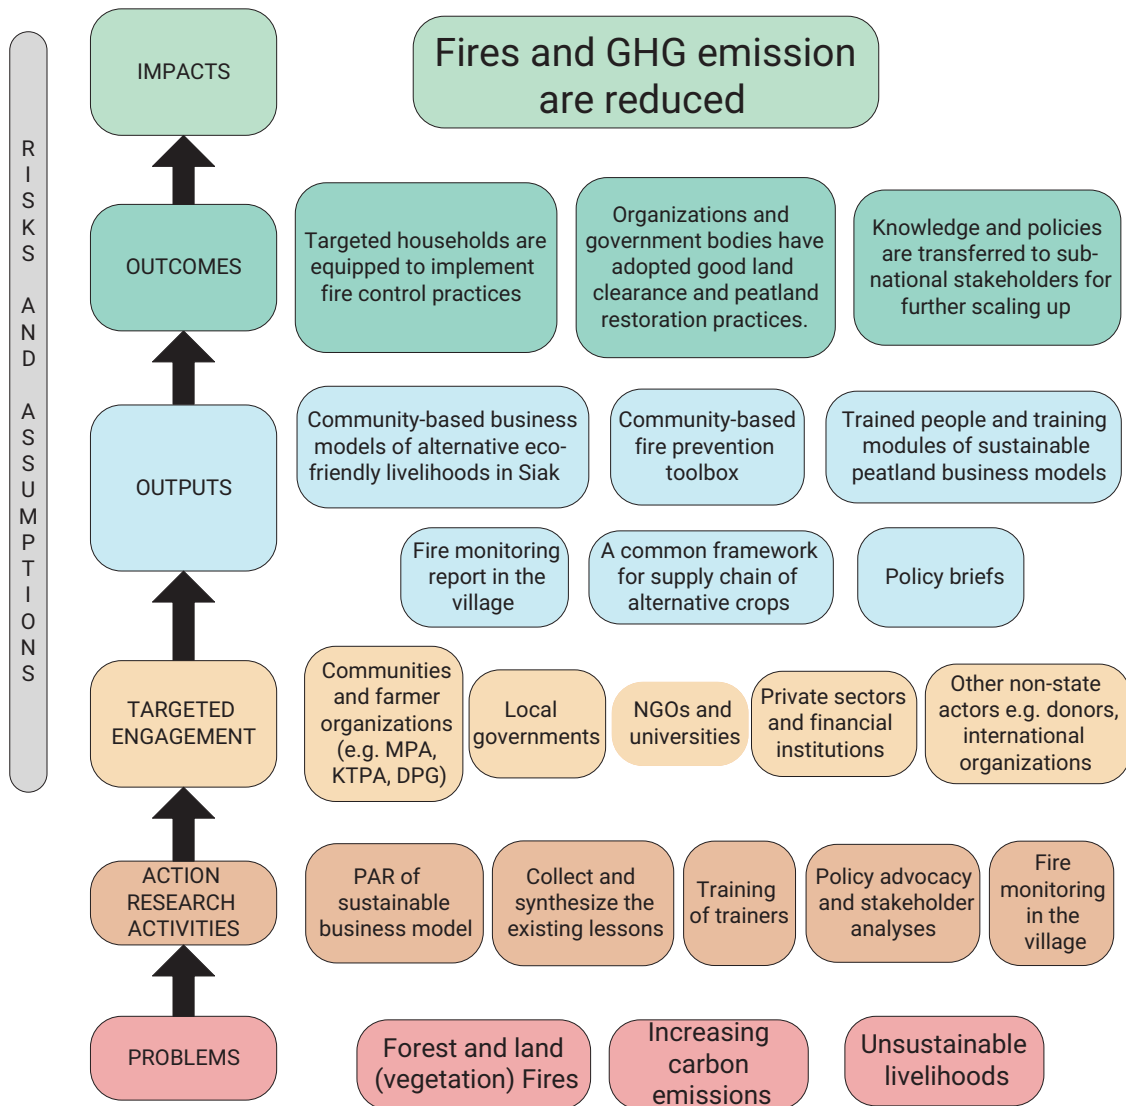 RISKS AND ASSUMPTIONS
IMPACTS
Fires and GHG emission
are reduced
OUTCOMES
Targeted households are
equipped to implement
fire control practices
Organizations and
government bodies have
adopted good land
clearance and peatland
restoration practices.
Knowledge and policies
are transferred to sub-
national stakeholders for
further scaling up
OUTPUTS
Community-based business
models of alternative eco-
friendly livelihoods in Siak
Community-based
fire prevention
toolbox
Trained people and training
modules of sustainable
peatland business models
Fire monitoring
report in the
village
A common framework
for supply chain of
alternative crops
Policy briefs
TARGETED
ENGAGEMENT
Communities
and farmer
organizations
(e.g. MPA,
KTPA, DPG)
Local
governments
NGOs and
universities
Private sectors
and financial
institutions
Other non-state
actors e.g. donors,
international
organizations
ACTION
RESEARCH
ACTIVITIES
PAR of
sustainable
business model
Collect and
synthesize the
existing lessons
Training
of trainers
Policy advocacy
and stakeholder
analyses
Fire
monitoring
in the
village
PROBLEMS
Forest and land
(vegetation) Fires
Increasing
carbon
emissions
Unsustainable
livelihoods